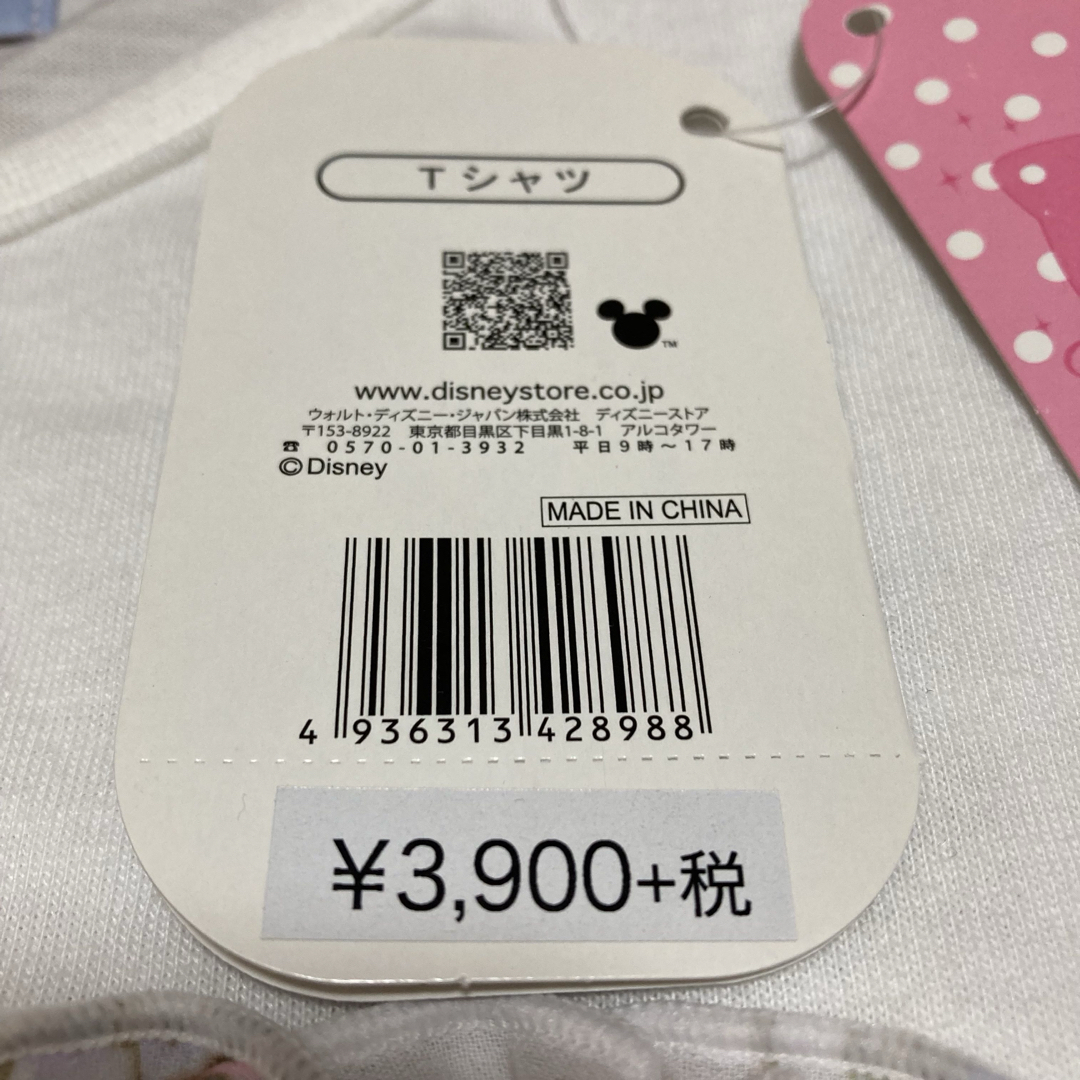 Tシャツ
TM
www.disneystore.co.jp
ウォルト・ディズニー・ジャパン株式会社 ディズニーストア
〒153-8922 東京都目黒区下目黒1-8-1 アルコタワー
☎ 0570-01-3932 平日9時～17時
©Disney
MADE IN CHINA
4 936313 428988
¥3,900+税